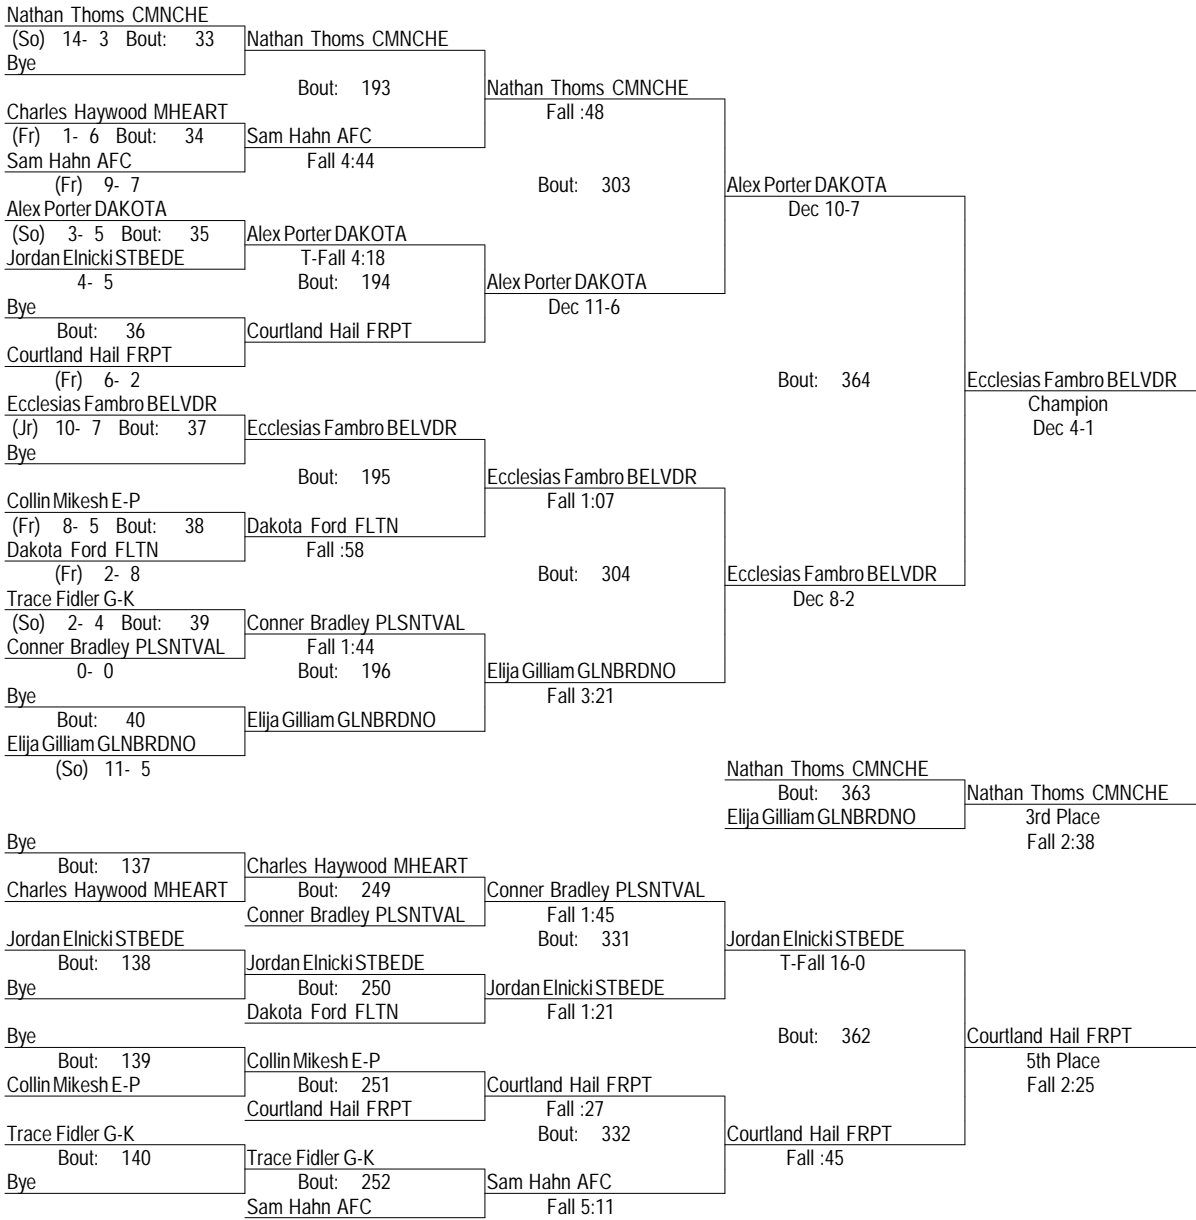 Nathan Thoms CMNCHE
(So) 14- 3 Bout: 33
Nathan Thoms CMNCHE
Bye
Bout: 193
Nathan Thoms CMNCHE
Charles Haywood MHEART
Fall :48
(Fr) 1- 6 Bout: 34
Sam Hahn AFC
Sam Hahn AFC
Fall 4:44
(Fr) 9- 7
Bout: 303
Alex Porter DAKOTA
Alex Porter DAKOTA
Dec 10-7
(So) 3- 5 Bout: 35
Alex Porter DAKOTA
Jordan Elnicki STBEDE
T-Fall 4:18
4- 5
Bout: 194
Alex Porter DAKOTA
Bye
Dec 11-6
Bout: 36
Courtland Hail FRPT
Courtland Hail FRPT
(Fr) 6- 2
Bout: 364
Ecclesias Fambro BELVDR
Ecclesias Fambro BELVDR
Champion
(Jr) 10- 7 Bout: 37
Ecclesias Fambro BELVDR
Dec 4-1
Bye
Bout: 195
Ecclesias Fambro BELVDR
Collin Mikesh E-P
Fall 1:07
(Fr) 8- 5 Bout: 38
Dakota Ford FLTN
Dakota Ford FLTN
Fall :58
(Fr) 2- 8
Bout: 304
Ecclesias Fambro BELVDR
Trace Fidler G-K
Dec 8-2
(So) 2- 4 Bout: 39
Conner Bradley PLSNTVAL
Conner Bradley PLSNTVAL
Fall 1:44
0- 0
Bout: 196
Elija Gilliam GLNBRDNO
Bye
Fall 3:21
Bout: 40
Elija Gilliam GLNBRDNO
Elija Gilliam GLNBRDNO
(So) 11- 5
Nathan Thoms CMNCHE
Bout: 363
Nathan Thoms CMNCHE
Elija Gilliam GLNBRDNO
3rd Place
Fall 2:38
Bye
Bout: 137
Charles Haywood MHEART
Charles Haywood MHEART
Bout: 249
Conner Bradley PLSNTVAL
Conner Bradley PLSNTVAL
Fall 1:45
Jordan Elnicki STBEDE
Bout: 331
Jordan Elnicki STBEDE
Bout: 138
Jordan Elnicki STBEDE
T-Fall 16-0
Bye
Bout: 250
Jordan Elnicki STBEDE
Dakota Ford FLTN
Fall 1:21
Bye
Bout: 362
Courtland Hail FRPT
Bout: 139
Collin Mikesh E-P
5th Place
Collin Mikesh E-P
Bout: 251
Courtland Hail FRPT
Fall 2:25
Courtland Hail FRPT
Fall :27
Trace Fidler G-K
Bout: 332
Courtland Hail FRPT
Bout: 140
Trace Fidler G-K
Fall :45
Bye
Bout: 252
Sam Hahn AFC
Sam Hahn AFC
Fall 5:11